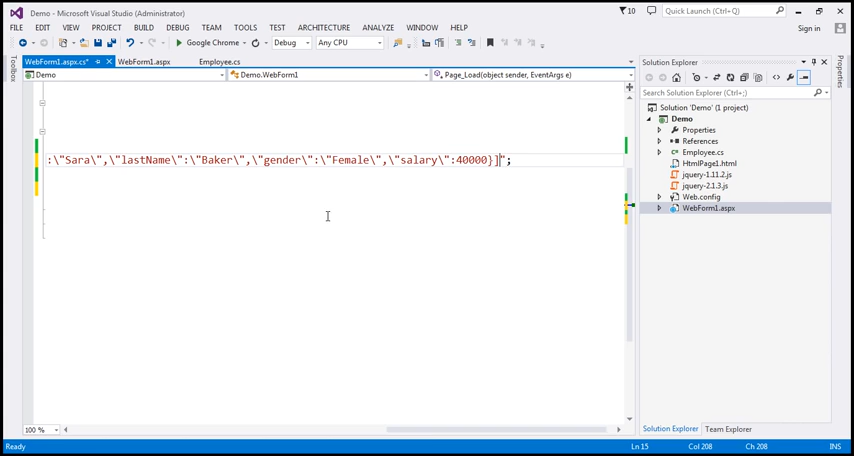 Demo - Microsoft Visual Studio (Administrator)
10
Quick Launch (Ctrl+Q)
FILE EDIT VIEW PROJECT BUILD DEBUG TEAM TOOLS TEST ARCHITECTURE ANALYZE WINDOW HELP
Sign in
Google Chrome Debug Any CPU
Toolbox
WebForm1.aspx.cs* WebForm1.aspx Employee.cs
Demo Demo.WebForm1 Page_Load(object sender, EventArgs e)
:\"Sara\",\"lastName\":\"Baker\",\"gender\":\"Female\",\"salary\":40000}]";
100 %
Solution Explorer
Search Solution Explorer (Ctrl+;)
Solution 'Demo' (1 project)
Demo
Properties
References
Employee.cs
HtmlPage1.html
jquery-1.11.2.js
jquery-2.1.3.js
Web.config
WebForm1.aspx
Solution Explorer Team Explorer
Properties
Ready Ln 15 Col 208 Ch 208 INS